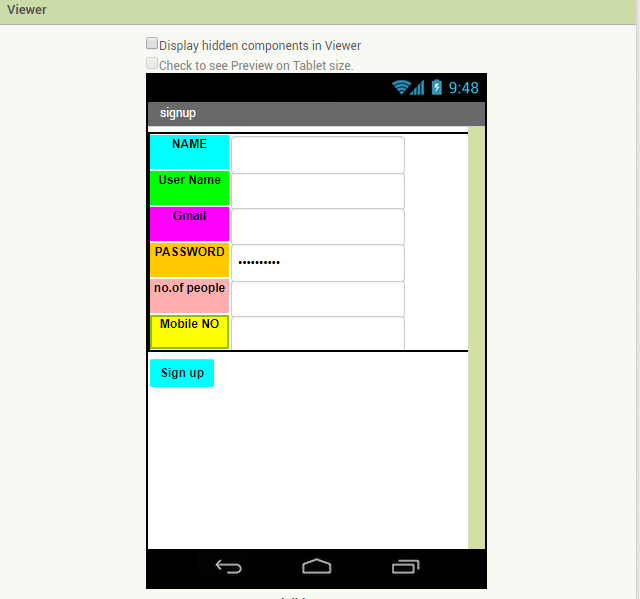 Viewer
Display hidden components in Viewer
Check to see Preview on Tablet size.
9:48
signup
NAME
User Name
Gmail
PASSWORD ••••••••••
no.of people
Mobile NO
Sign up